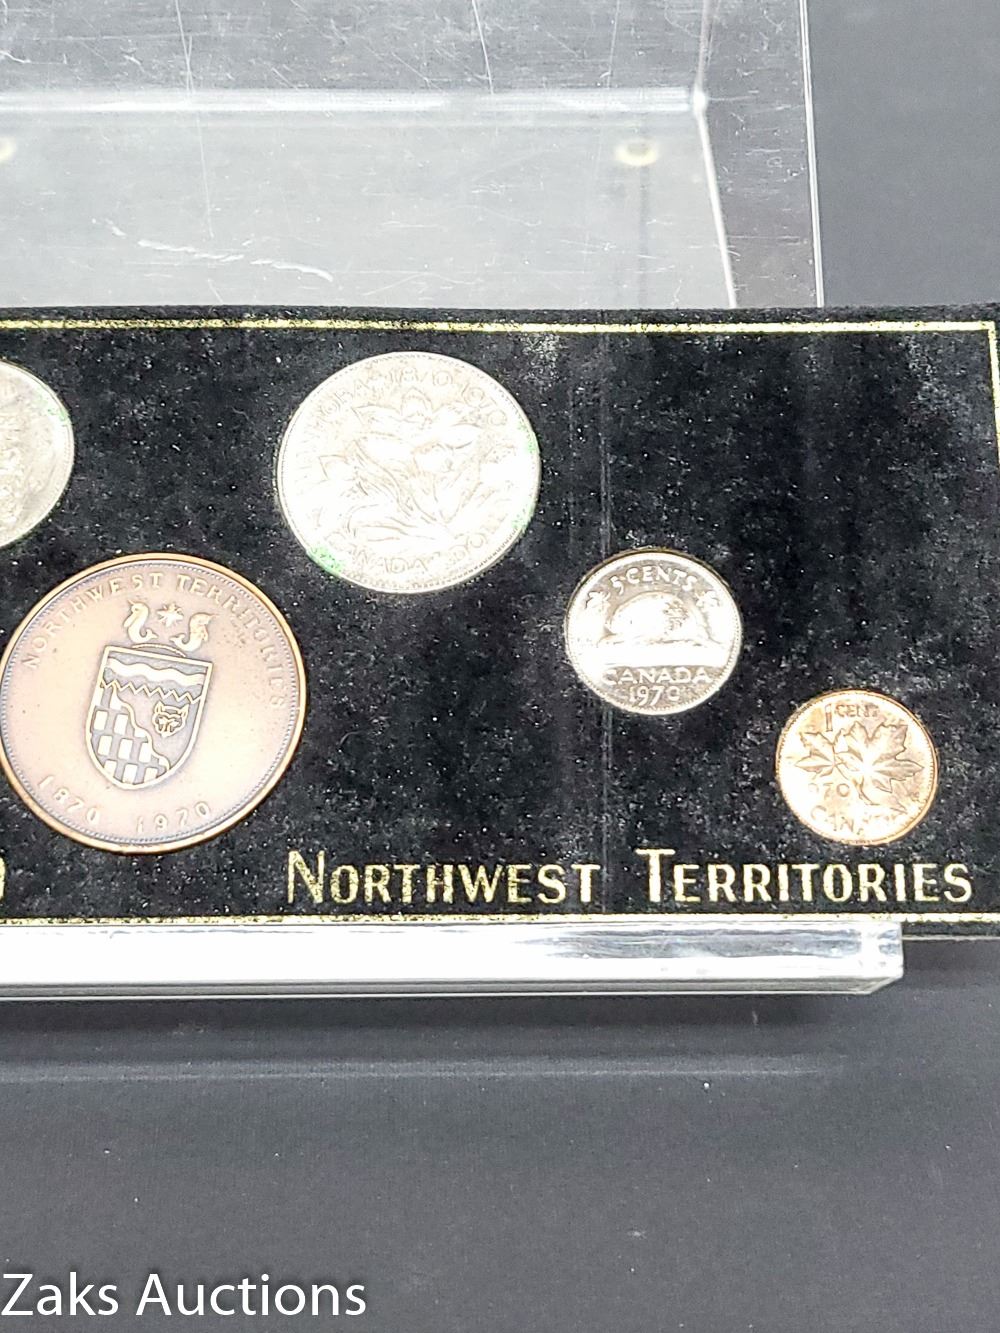 MANITOBA 1870-1970
CANADA DOLLAR
NORTHWEST TERRITORIES
1870 1970
5 CENTS
CANADA
1970
1 CENT
1970
CANADA
NORTHWEST TERRITORIES
Zaks Auctions